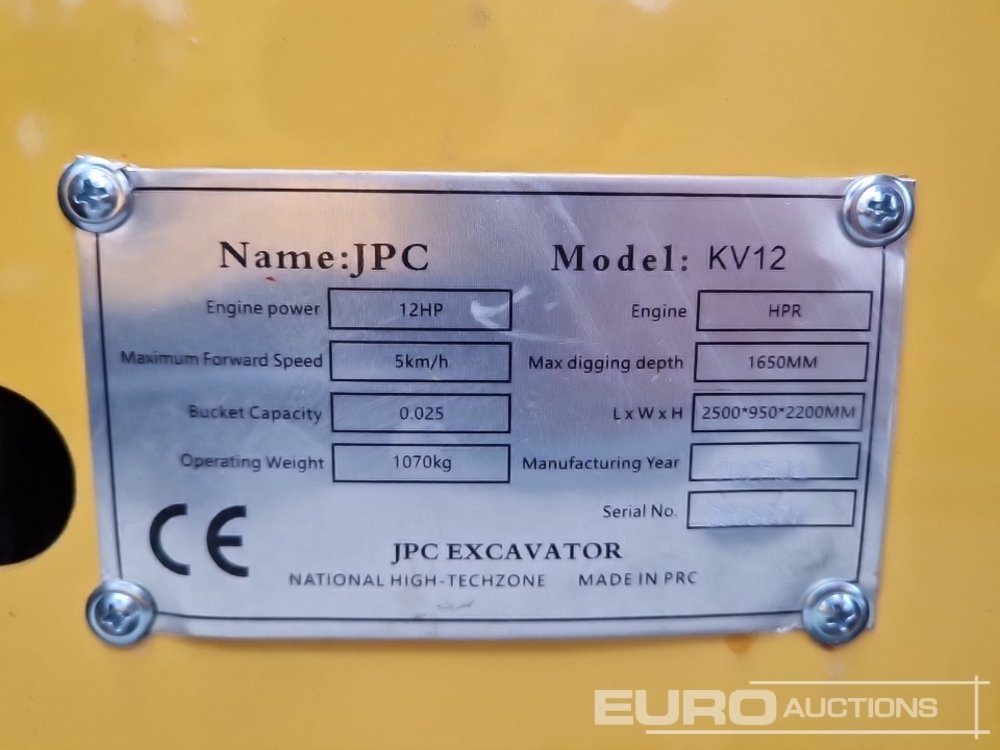 Name:JPC Model: KV12
Engine power 12HP Engine HPR
Maximum Forward Speed 5km/h Max digging depth 1650MM
Bucket Capacity 0.025 L x W x H 2500*950*2200MM
Operating Weight 1070kg Manufacturing Year
Serial No.
CE
JPC EXCAVATOR
NATIONAL HIGH-TECHZONE MADE IN PRC
EURO AUCTIONS